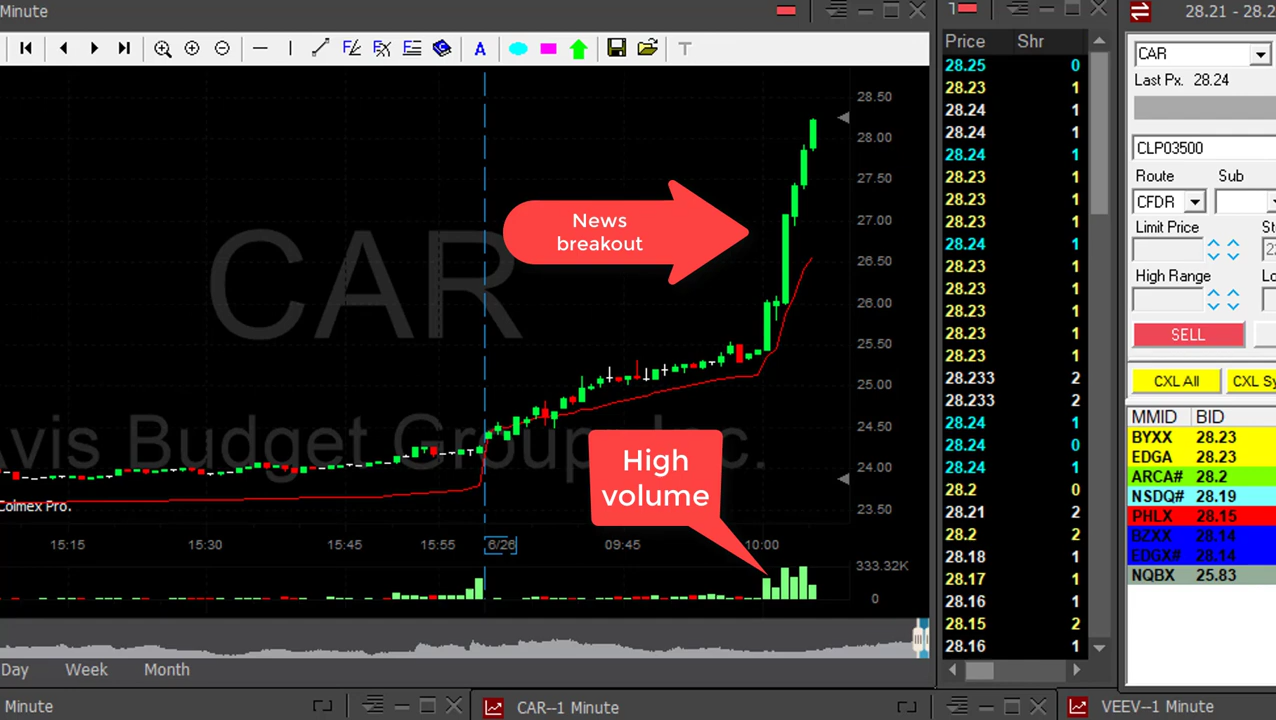 Minute
1
28.21 - 28.2
A
T
Price Shr
28.25 0
28.23 1
28.24 1
28.24 1
28.24 1
28.23 1
28.23 1
28.23 1
28.24 1
28.23 1
28.23 1
28.23 1
28.23 1
28.23 1
28.233 2
28.233 2
28.24 1
28.24 0
28.24 1
28.2 0
28.21 2
28.2 2
28.18 1
28.17 1
28.16 1
28.15 2
28.16 1
CAR
Last Px. 28.24
CLP03500
Route Sub
CFDR
Limit Price
High Range
SELL
CXL All CXL Sy
MMID BID
BYXX 28.23
EDGA 28.23
ARCA# 28.2
NSDQ# 28.19
PHLX 28.15
BZXX 28.14
EDGX# 28.14
NQBX 25.83
28.50
28.00
27.50
27.00
26.50
26.00
25.50
25.00
24.50
24.00
23.50
News
breakout
CAR
Avis Budget Group, Inc.
High
volume
Colmex Pro.
15:15 15:30 15:45 15:55 6/26 09:45 10:00
333.32K
0
Day Week Month
Minute
CAR--1 Minute
VEEV--1 Minute